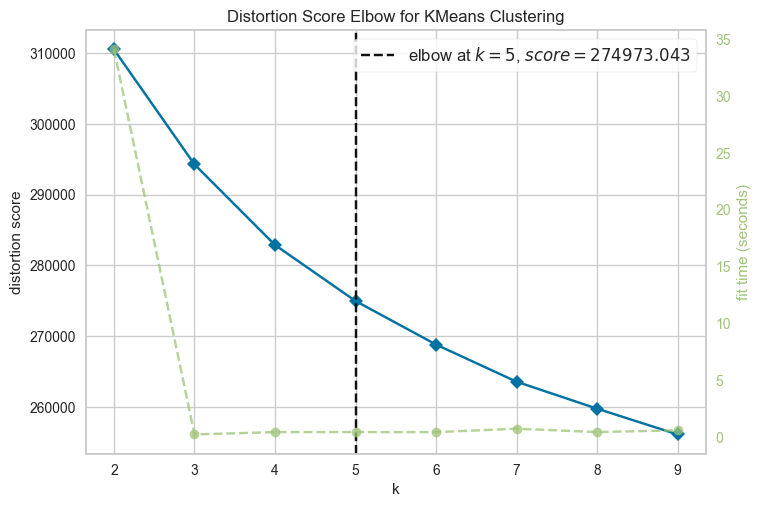 Distortion Score Elbow for KMeans Clustering
elbow at k = 5, score = 274973.043
distortion score
310000
300000
290000
280000
270000
260000
2 3 4 5 6 7 8 9
k
35
30
25
20
15
10
5
0
fit time (seconds)